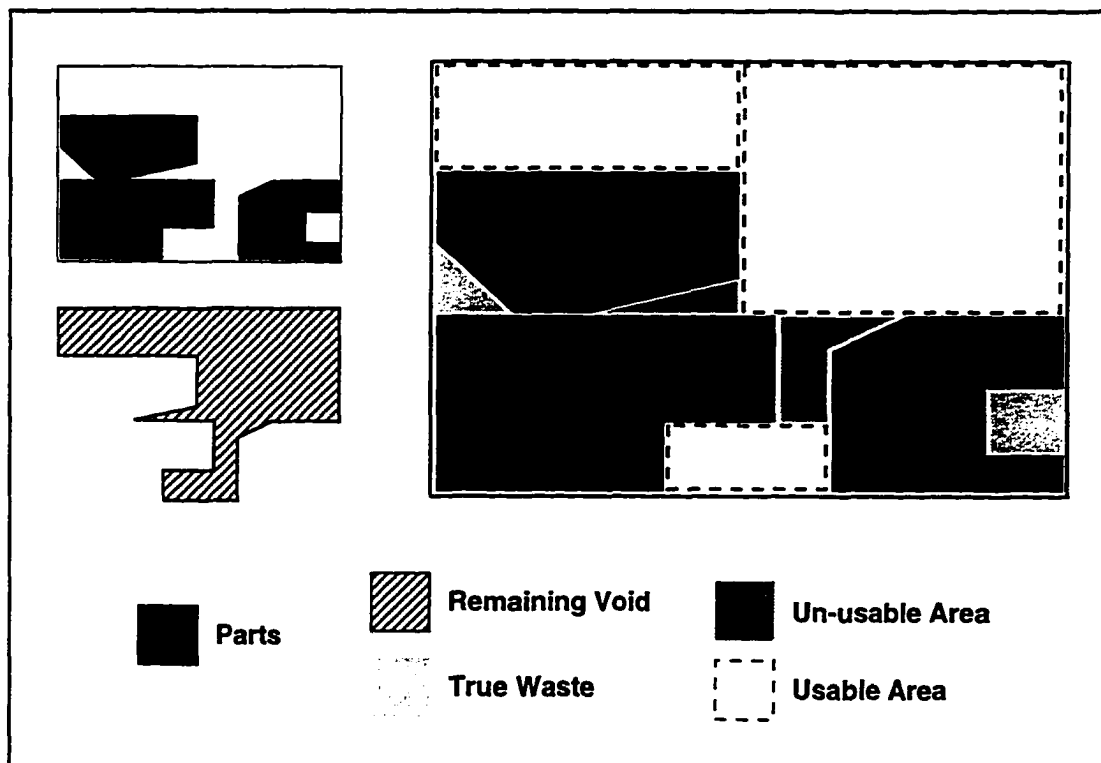 Parts
Remaining Void
True Waste
Un-usable Area
Usable Area